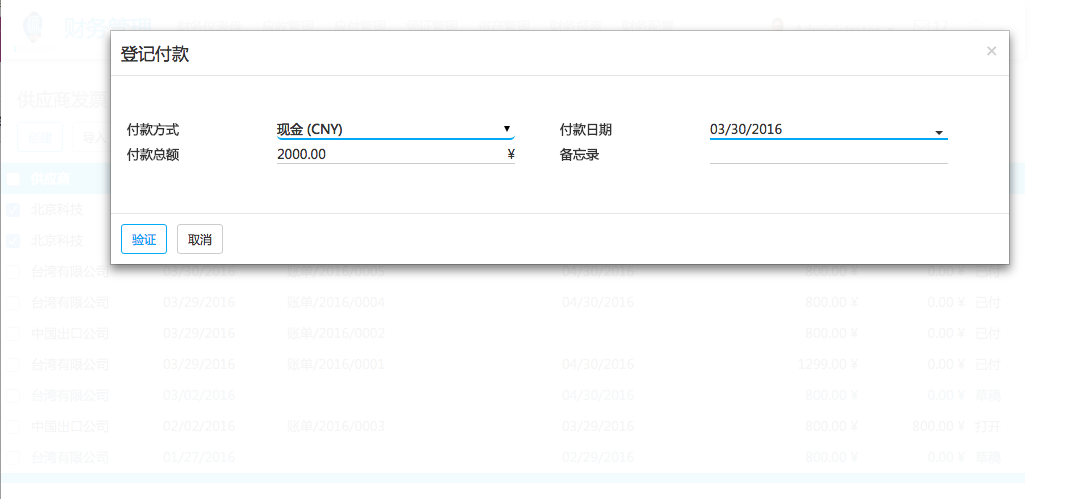 财务管理
登记付款 ×
供应商发票
付款方式 现金 (CNY) 付款日期 03/30/2016
付款总额 2000.00 ¥ 备忘录
供应商
北京科技
验证 取消
北京科技
台湾有限公司 03/30/2016 账单/2016/0005 04/30/2016 800.00 ¥ 0.00 ¥ 已付
台湾有限公司 03/29/2016 账单/2016/0004 04/30/2016 800.00 ¥ 0.00 ¥ 已付
中国出口公司 03/29/2016 账单/2016/0002 800.00 ¥ 0.00 ¥ 已付
台湾有限公司 03/29/2016 账单/2016/0001 04/30/2016 1299.00 ¥ 0.00 ¥ 已付
台湾有限公司 03/02/2016 04/30/2016 800.00 ¥ 0.00 ¥ 草稿
中国出口公司 02/02/2016 账单/2016/0003 03/29/2016 800.00 ¥ 800.00 ¥ 打开
台湾有限公司 01/27/2016 02/29/2016 800.00 ¥ 0.00 ¥ 草稿